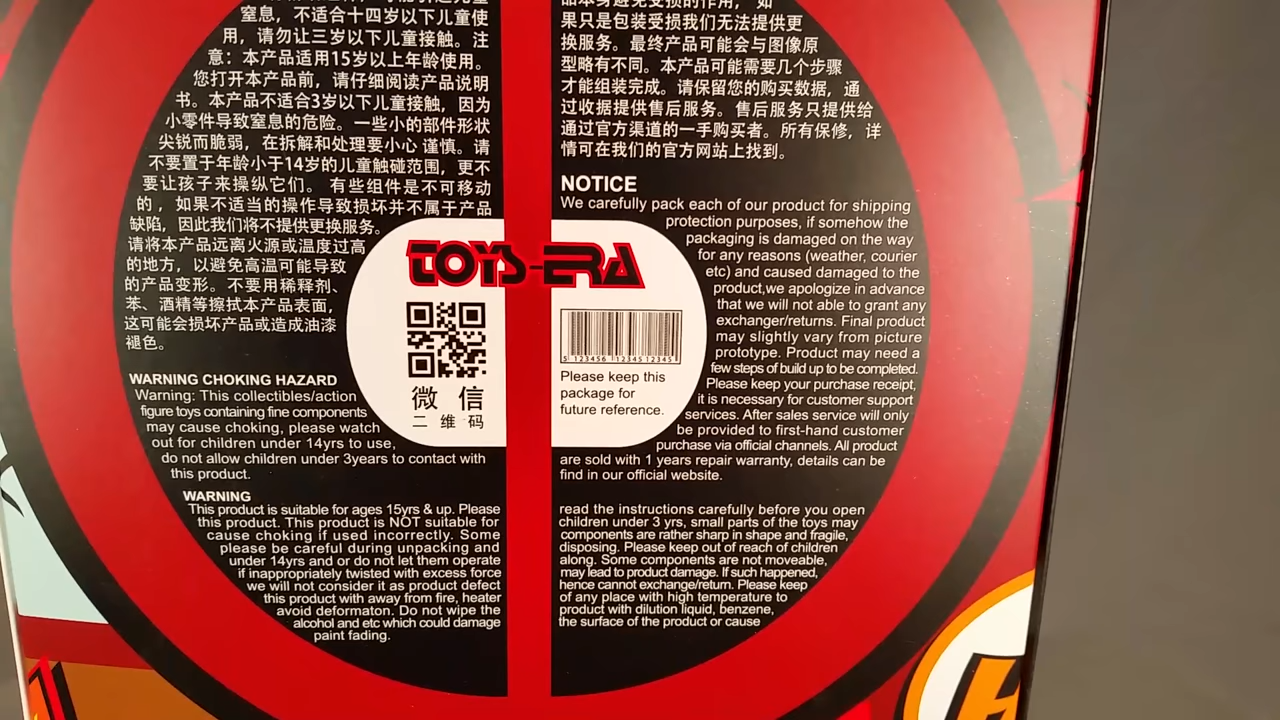 窒息，不适合十四岁以下儿童使
用，请勿让三岁以下儿童接触。注
意：本产品适用15岁以上年龄使用。
您打开本产品前，请仔细阅读产品说明
书。本产品不适合3岁以下儿童接触，因为
小零件导致窒息的危险。一些小的部件形状
尖锐而脆弱，在拆解和处理要小心谨慎。请
不要置于年龄小于14岁的儿童触碰范围，更不
要让孩子来操纵它们。 有些组件是不可移动
的，如果不适当的操作导致损坏并不属于产品
缺陷，因此我们将不提供更换服务。
请将本产品远离火源或温度过高
的地方，以避免高温可能导致
的产品变形。不要用稀释剂、
苯、酒精等擦拭本产品表面，
这可能会损坏产品或造成油漆
褪色。
WARNING CHOKING HAZARD
Warning: This collectibles/action
figure toys containing fine components
may cause choking, please watch
out for children under 14yrs to use,
do not allow children under 3years to contact with
this product.
品本身避免受损的作用， 如
果只是包装受损我们无法提供更
换服务。最终产品可能会与图像原
型略有不同。本产品可能需要几个步骤
才能组装完成。请保留您的购买数据，通
过收据提供售后服务。售后服务只提供给
通过官方渠道的一手购买者。所有保修，详
情可在我们的官方网站上找到。
NOTICE
We carefully pack each of our product for shipping
protection purposes, if somehow the
packaging is damaged on the way
for any reasons (weather, courier
etc) and caused damaged to the
product,we apologize in advance
that we will not able to grant any
exchanger/returns. Final product
may slightly vary from picture
prototype. Product may need a
few steps of build up to be completed.
Please keep your purchase receipt,
it is necessary for customer support
services. After sales service will only
be provided to first-hand customer
purchase via official channels. All product
are sold with 1 years repair warranty, details can be
find in our official website.
TOYS-ERA
微 信
二 维 码
5 123456 112345 12345
Please keep this
package for
future reference.
WARNING
This product is suitable for ages 15yrs & up. Please read the instructions carefully before you open
this product. This product is NOT suitable for children under 3 yrs, small parts of the toys may
cause choking if used incorrectly. Some components are rather sharp in shape and fragile,
please be careful during unpacking and disposing. Please keep out of reach of children
under 14yrs and or do not let them operate along. Some components are not moveable,
if inappropriately twisted with excess force may lead to product damage. If such happened,
we will not consider it as product defect hence cannot exchange/return. Please keep
this product with away from fire, heater of any place with high temperature to
avoid deformaton. Do not wipe the product with dilution liquid, benzene,
alcohol and etc which could damage the surface of the product or cause
paint fading.